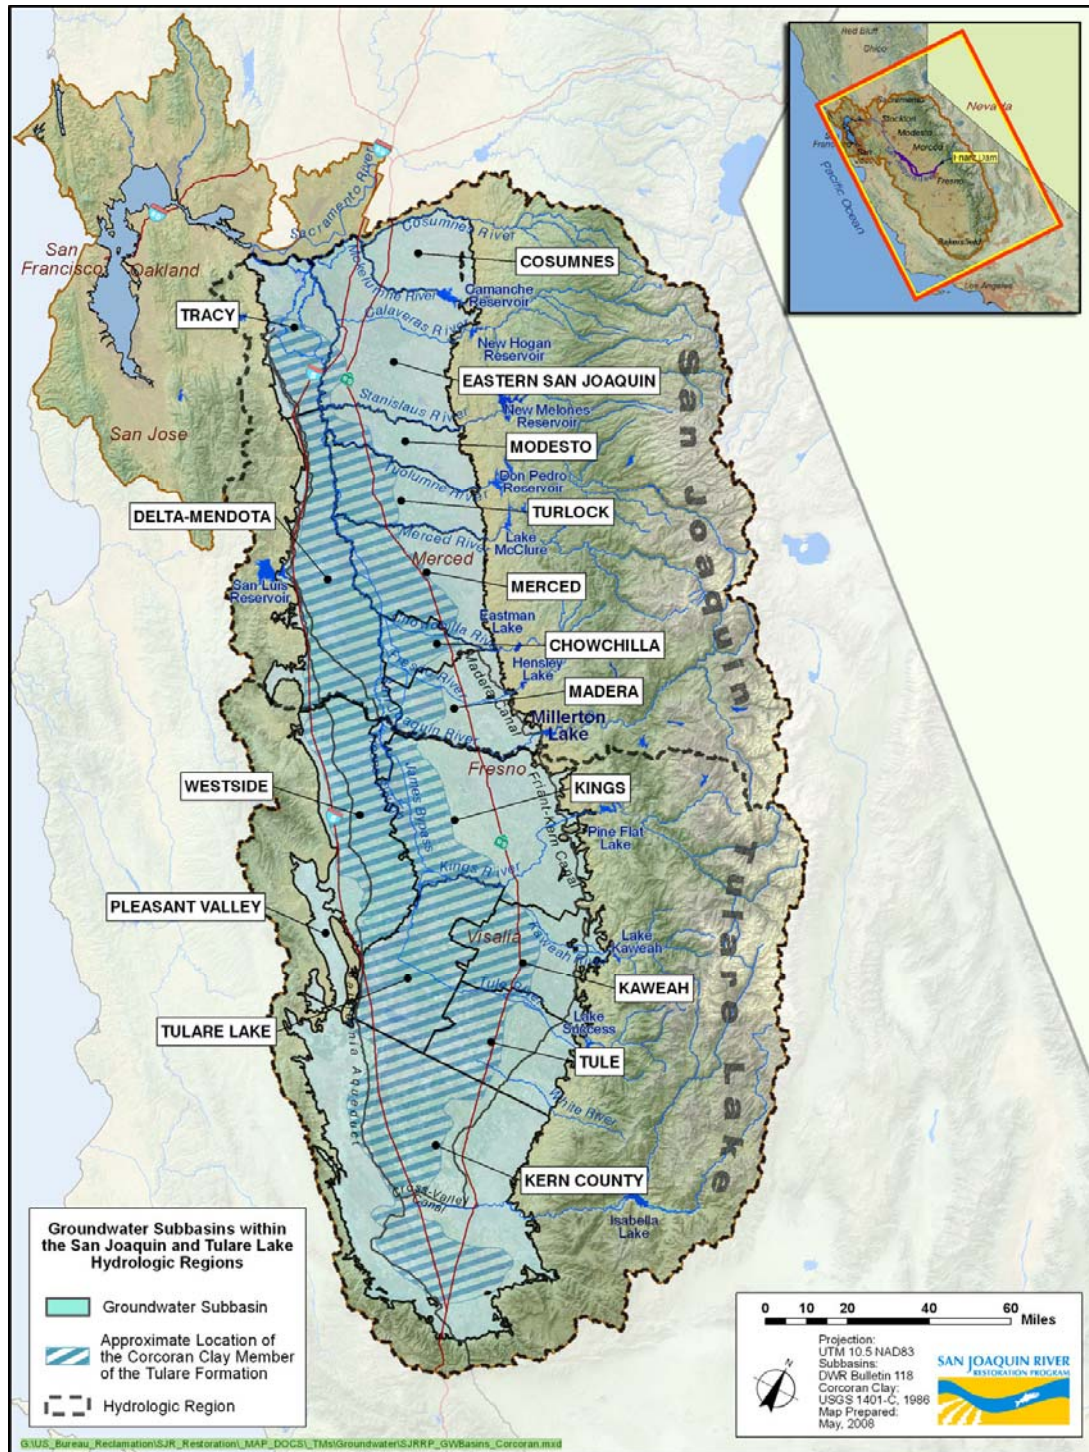 Red Bluff
Chico
Nevada
Sacramento
Stockton
Modesto
Merced
San
Francisco
San
Jose
Friant Dam
Fresno
Pacific Ocean
Bakersfield
Los Angeles
Sacramento River
Cosumnes River
COSUMNES
San
Francisco
Oakland
Mokelumne River
Camanche
Reservoir
TRACY
Calaveras River
New Hogan
Reservoir
EASTERN SAN JOAQUIN
Stanislaus River
New Melones
Reservoir
San Jose
MODESTO
Tuolumne River
Don Pedro
Reservoir
DELTA-MENDOTA
TURLOCK
Merced River
Lake
McClure
Merced
MERCED
San Luis
Reservoir
Eastman
Lake
Chowchilla River
CHOWCHILLA
Hensley
Lake
Fresno River
Madera Canal
MADERA
San Joaquin
Joaquin River
Millerton
Lake
Fresno
WESTSIDE
James Bypass
Friant-Kern Canal
KINGS
Pine Flat
Lake
Kings River
PLEASANT VALLEY
Visalia
Kaweah River
Lake
Kaweah
KAWEAH
Tulare Lake
TULARE LAKE
Tule River
Lake
Success
TULE
nia Aqueduct
White River
KERN COUNTY
Cross-Valley
Canal
Isabella
Lake
Groundwater Subbasins within
the San Joaquin and Tulare Lake
Hydrologic Regions
Groundwater Subbasin
Approximate Location of
the Corcoran Clay Member
of the Tulare Formation
Hydrologic Region
0 10 20 40 60
Miles
N
Projection:
UTM 10.5 NAD83
Subbasins:
DWR Bulletin 118
Corcoran Clay:
USGS 1401-C, 1986
Map Prepared:
May, 2008
SAN JOAQUIN RIVER
RESTORATION PROGRAM
G:\US_Bureau_Reclamation\SJR_Restoration\_MAP_DOCS\_TMs\Groundwater\SJRRP_GWBasins_Corcoran.mxd